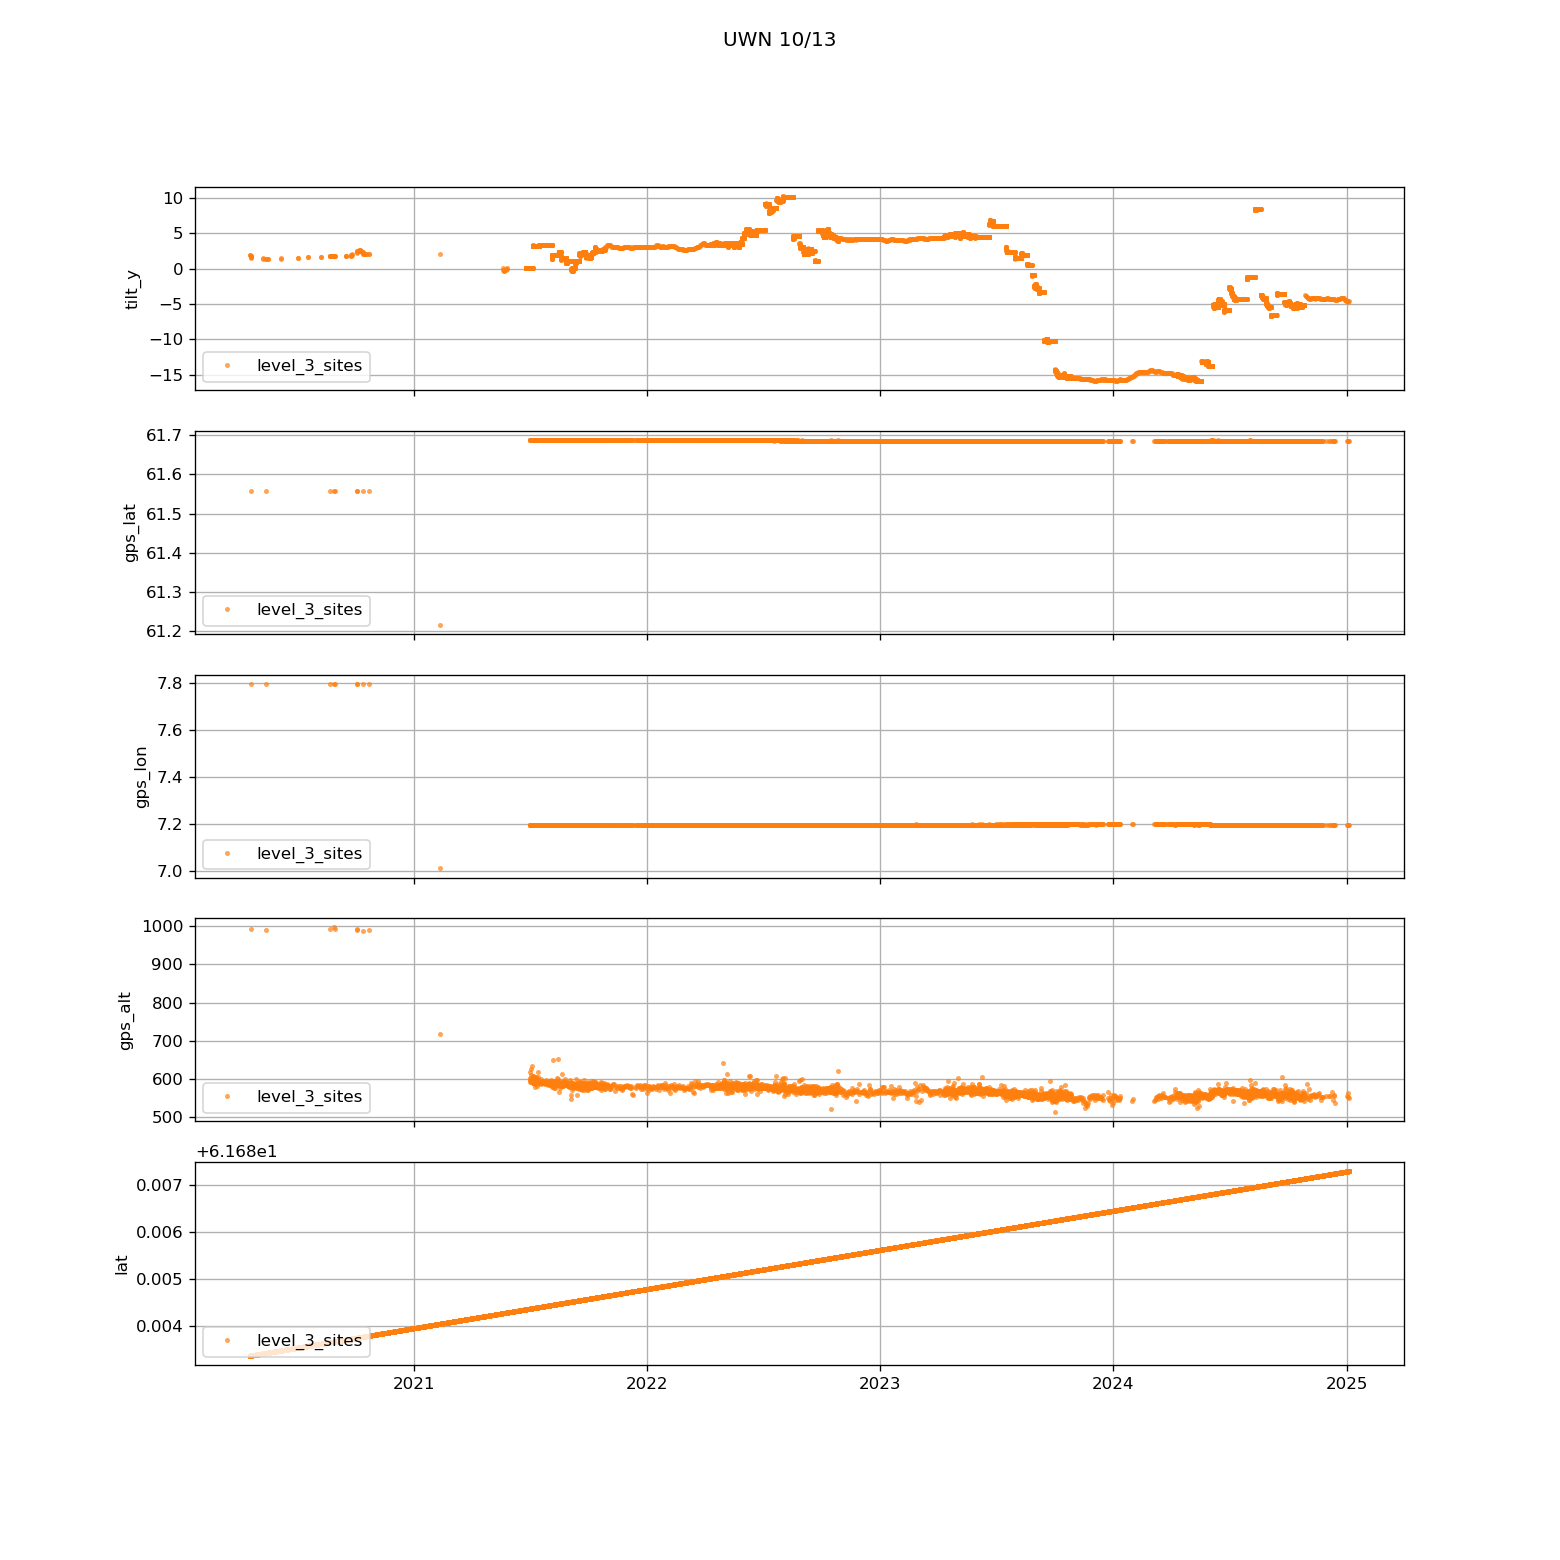 UWN 10/13
10
5
0
−5
−10
−15
tilt_y
level_3_sites
61.7
61.6
61.5
61.4
61.3
61.2
gps_lat
level_3_sites
7.8
7.6
7.4
7.2
7.0
gps_lon
level_3_sites
1000
900
800
700
600
500
gps_alt
level_3_sites
+6.168e1
0.007
0.006
0.005
0.004
lat
level_3_sites
2021 2022 2023 2024 2025